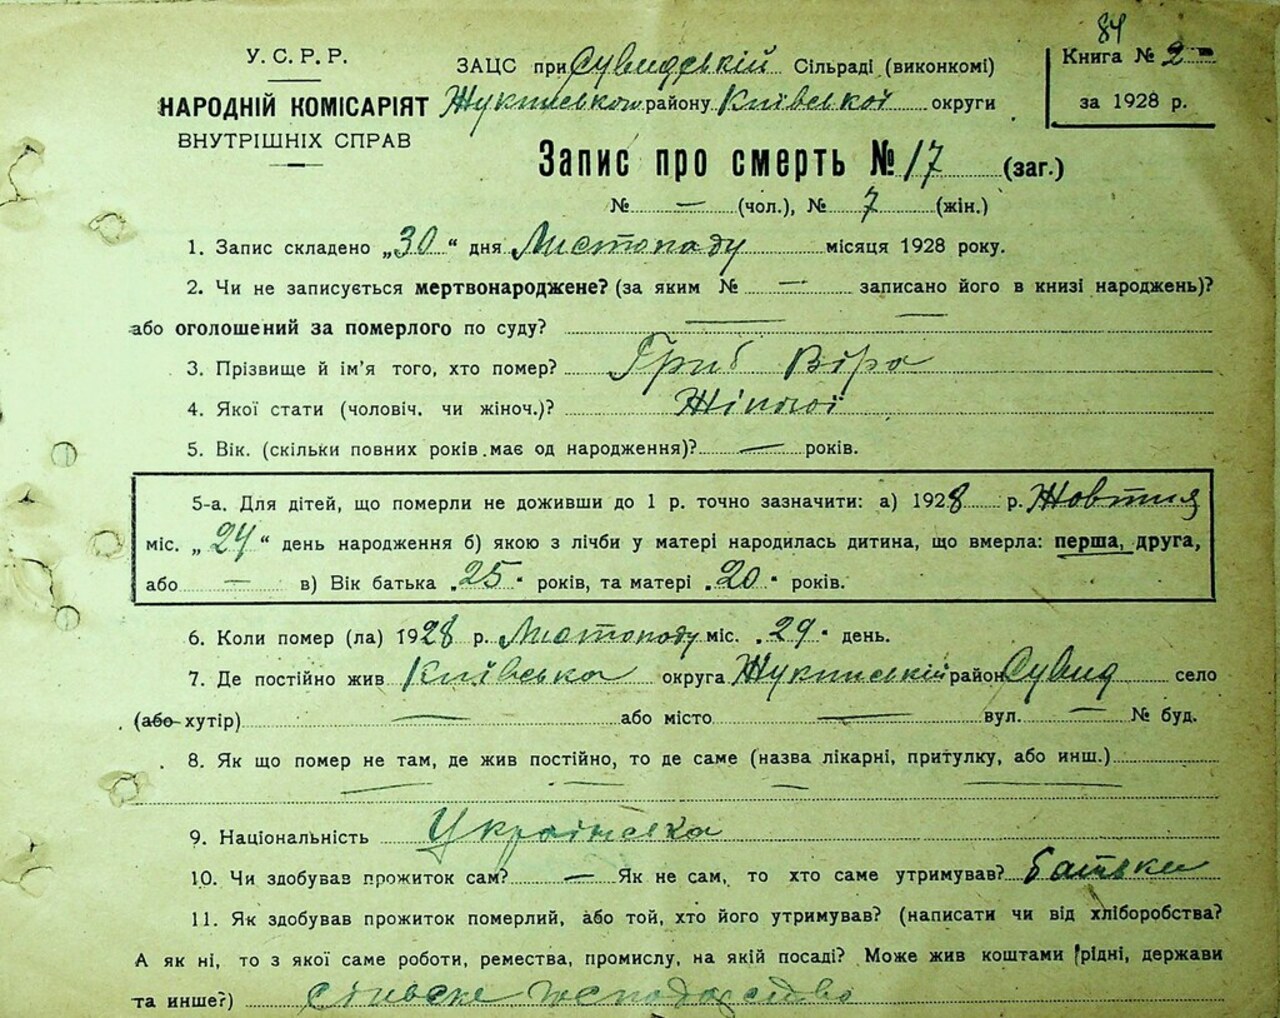 84
У.С.Р.Р.
НАРОДНІЙ КОМІСАРІЯТ
ВНУТРІШНІХ СПРАВ
ЗАЦС при Сувидській Сільраді (виконкомі)
Жукинського району Київської округи
Книга № 2
за 1928 р.
Запис про смерть № 17 (заг.)
№ — (чол.), № 7 (жін.)
1. Запис складено „30“ дня Листопаду місяця 1928 року.
2. Чи не записується мертвонароджене? (за яким № — записано його в книзі народжень)?
або оголошений за померлого по суду? —
3. Прізвище й ім'я того, хто помер? Гриб Віра
4. Якої стати (чоловіч. чи жіноч.)? Жіночої
5. Вік. (скільки повних років має од народження)? — років.
5-а. Для дітей, що померли не доживши до 1 р. точно зазначити: а) 1928 р. Жовтня
міс. „24“ день народження б) якою з лічби у матері народилась дитина, що вмерла: перша, друга,
або — в) Вік батька „25“ років, та матері „20“ років.
6. Коли помер (ла) 1928 р. Листопаду міс. „29“ день.
7. Де постійно жив Київська округа Жукинський район Сувид село
(або хутір) — або місто — вул. — № буд.
8. Як що помер не там, де жив постійно, то де саме (назва лікарні, притулку, або инш.)
— — — —
9. Національність Українська
10. Чи здобував прожиток сам? — Як не сам, то хто саме утримував? батьки
11. Як здобував прожиток померлий, або той, хто його утримував? (написати чи від хліборобства?
А як ні, то з якої саме роботи, ремества, промислу, на якій посаді? Може жив коштами рідні, держави
та инше?) сільське господарство